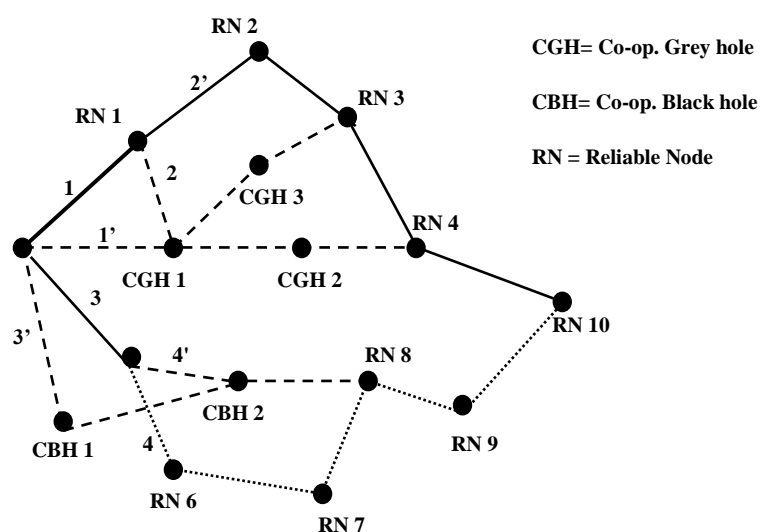 RN 2
CGH= Co-op. Grey hole
2’
RN 3
CBH= Co-op. Black hole
RN 1
RN = Reliable Node
2
1
CGH 3
RN 4
1’
CGH 1
CGH 2
3
RN 10
3’
4'
RN 8
CBH 2
CBH 1
4
RN 9
RN 6
RN 7